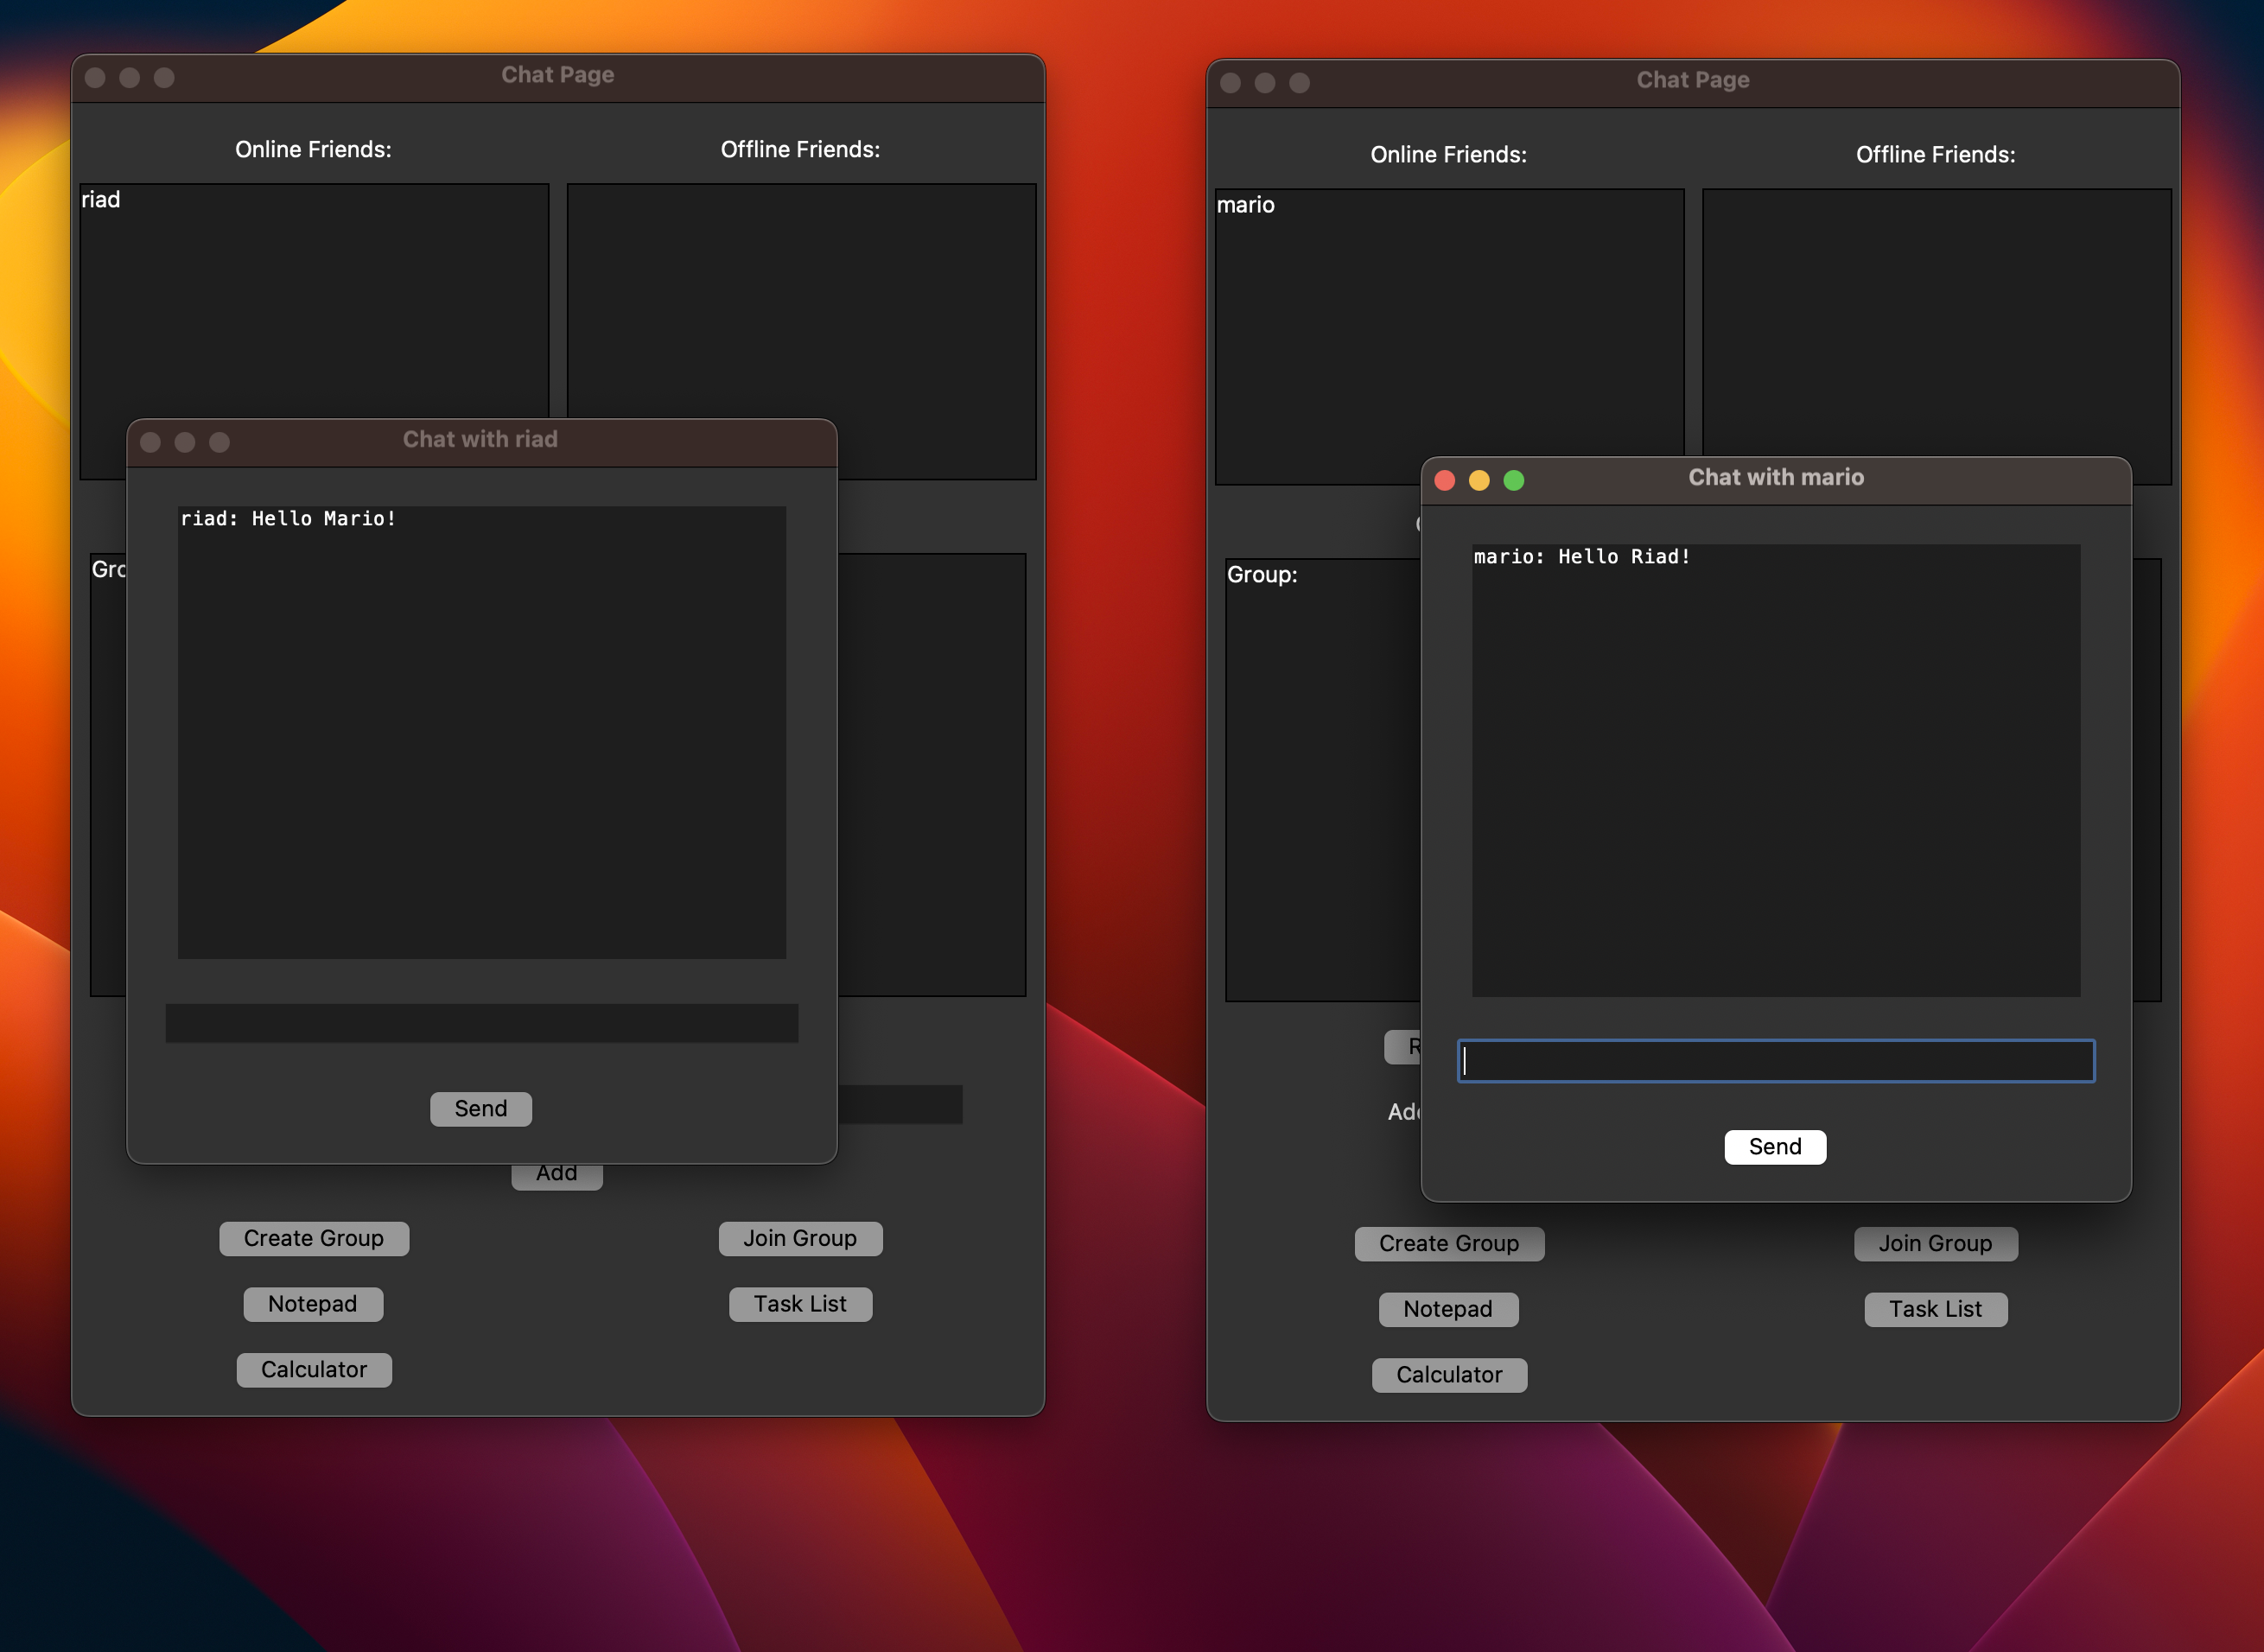 Chat Page
Online Friends:
Offline Friends:
riad
Chat with riad
riad: Hello Mario!
Send
Add
Create Group
Join Group
Notepad
Task List
Calculator
Chat Page
Online Friends:
Offline Friends:
mario
Group:
Chat with mario
mario: Hello Riad!
Send
Create Group
Join Group
Notepad
Task List
Calculator